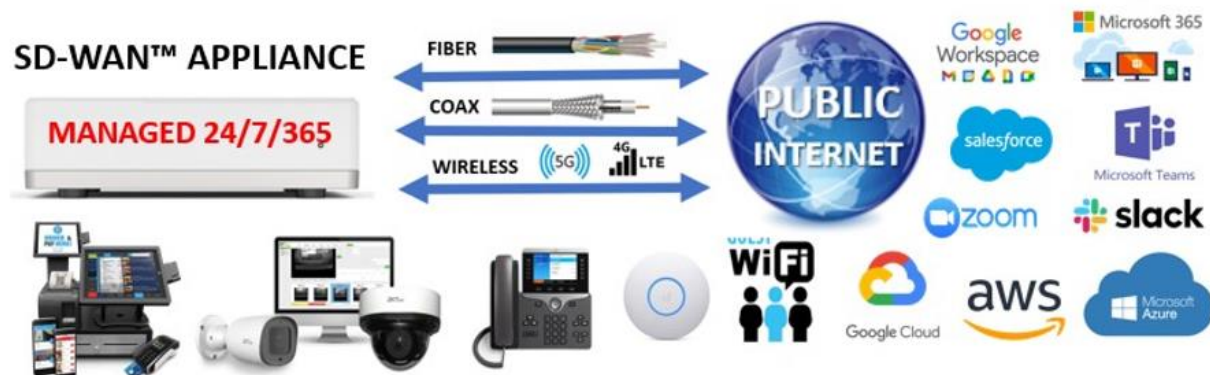 SD-WAN™ APPLIANCE
MANAGED 24/7/365
FIBER
COAX
WIRELESS
5G
4G
LTE
PUBLIC
INTERNET
Google
Workspace
Microsoft 365
salesforce
Microsoft Teams
zoom
slack
GUEST
WiFi
Google Cloud
aws
Microsoft
Azure